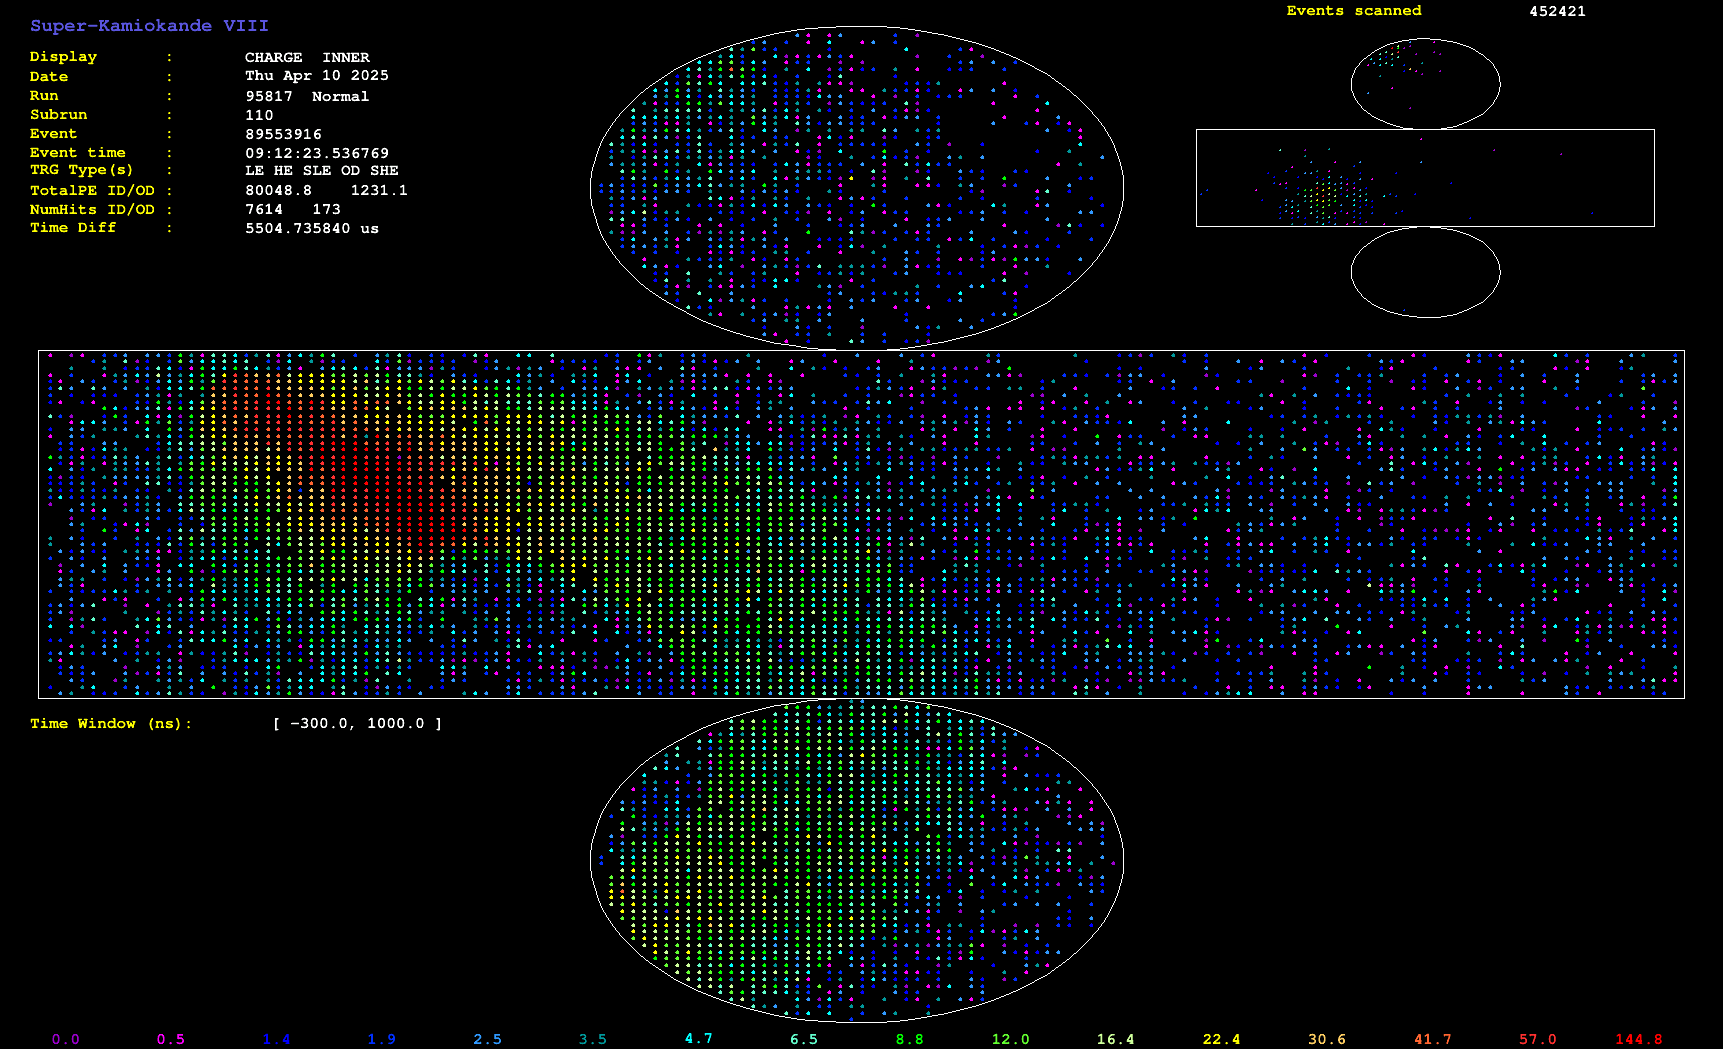 Super-Kamiokande VIII
Events scanned 452421
Display : CHARGE INNER
Date : Thu Apr 10 2025
Run : 95817 Normal
Subrun : 110
Event : 89553916
Event time : 09:12:23.536769
TRG Type(s) : LE HE SLE OD SHE
TotalPE ID/OD : 80048.8 1231.1
NumHits ID/OD : 7614 173
Time Diff : 5504.735840 us
Time Window (ns): [ -300.0, 1000.0 ]
0.0 0.5 1.4 1.9 2.5 3.5 4.7 6.5 8.8 12.0 16.4 22.4 30.6 41.7 57.0 144.8